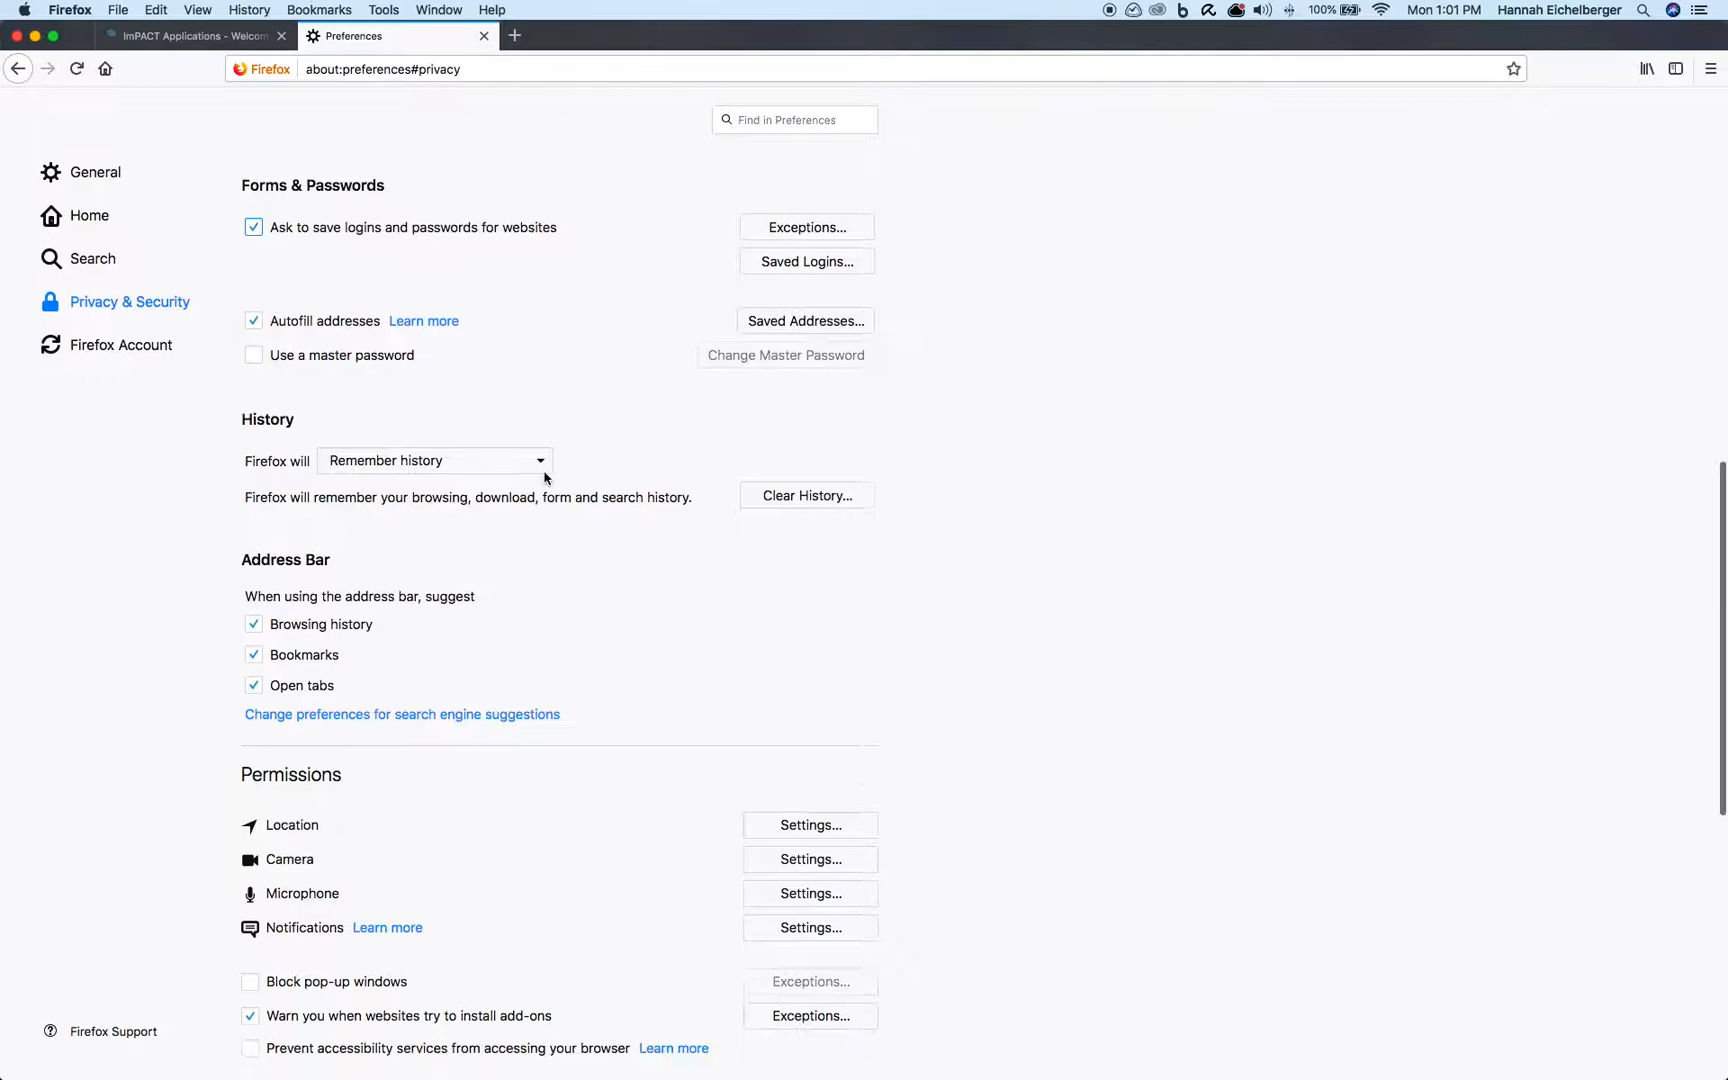 Firefox File Edit View History Bookmarks Tools Window Help 100% Mon 1:01 PM Hannah Eichelberger
ImPACT Applications - Welcom Preferences
Firefox about:preferences#privacy
Find in Preferences
General
Home
Search
Privacy & Security
Firefox Account
Forms & Passwords
Ask to save logins and passwords for websites Exceptions...
Saved Logins...
Autofill addresses Learn more Saved Addresses...
Use a master password Change Master Password
History
Firefox will Remember history
Firefox will remember your browsing, download, form and search history. Clear History...
Address Bar
When using the address bar, suggest
Browsing history
Bookmarks
Open tabs
Change preferences for search engine suggestions
Permissions
Location Settings...
Camera Settings...
Microphone Settings...
Notifications Learn more Settings...
Block pop-up windows Exceptions...
Warn you when websites try to install add-ons Exceptions...
Prevent accessibility services from accessing your browser Learn more
Firefox Support